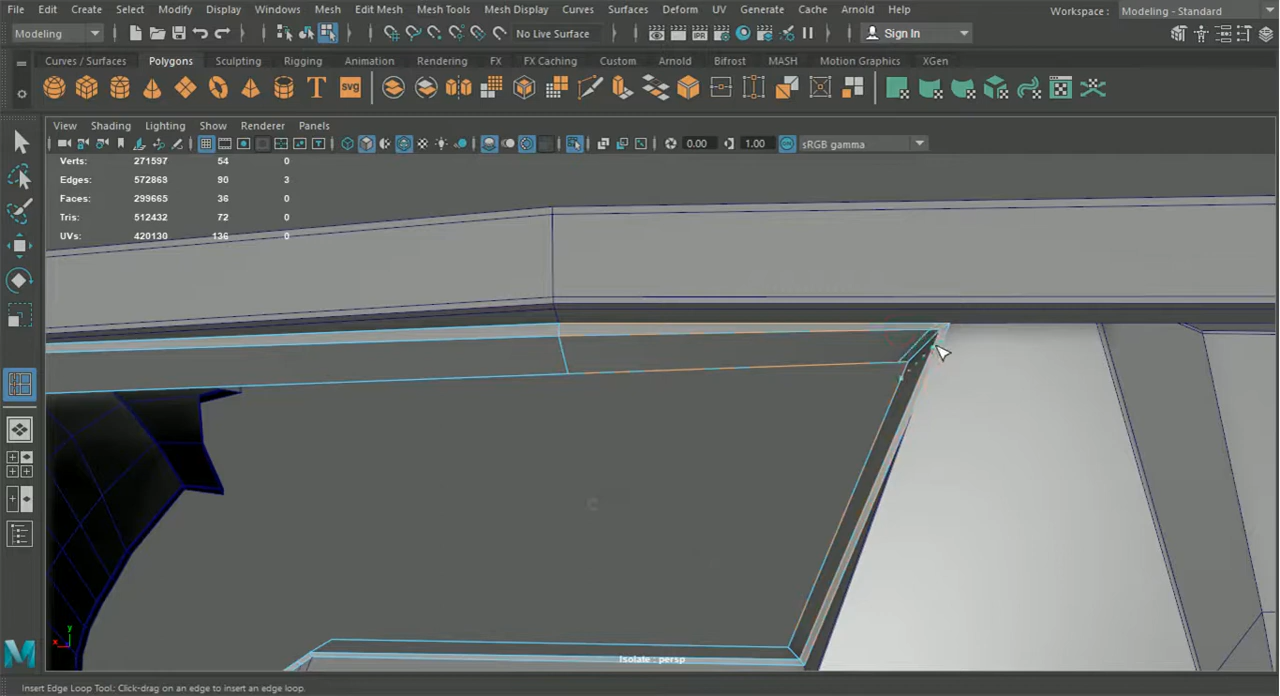 File Edit Create Select Modify Display Windows Mesh Edit Mesh Mesh Tools Mesh Display Curves Surfaces Deform UV Generate Cache Arnold Help Workspace : Modeling - Standard
Modeling No Live Surface Sign In
Curves / Surfaces Polygons Sculpting Rigging Animation Rendering FX FX Caching Custom Arnold Bifrost MASH Motion Graphics XGen
T svg
View Shading Lighting Show Renderer Panels
0.00 1.00 sRGB gamma
Verts: 271597 54 0
Edges: 572869 90 3
Faces: 299665 36 0
Tris: 512432 72 0
UVs: 420130 136 0
y
x
Isolate : persp
M
Insert Edge Loop Tool: Click-drag on an edge to insert an edge loop.